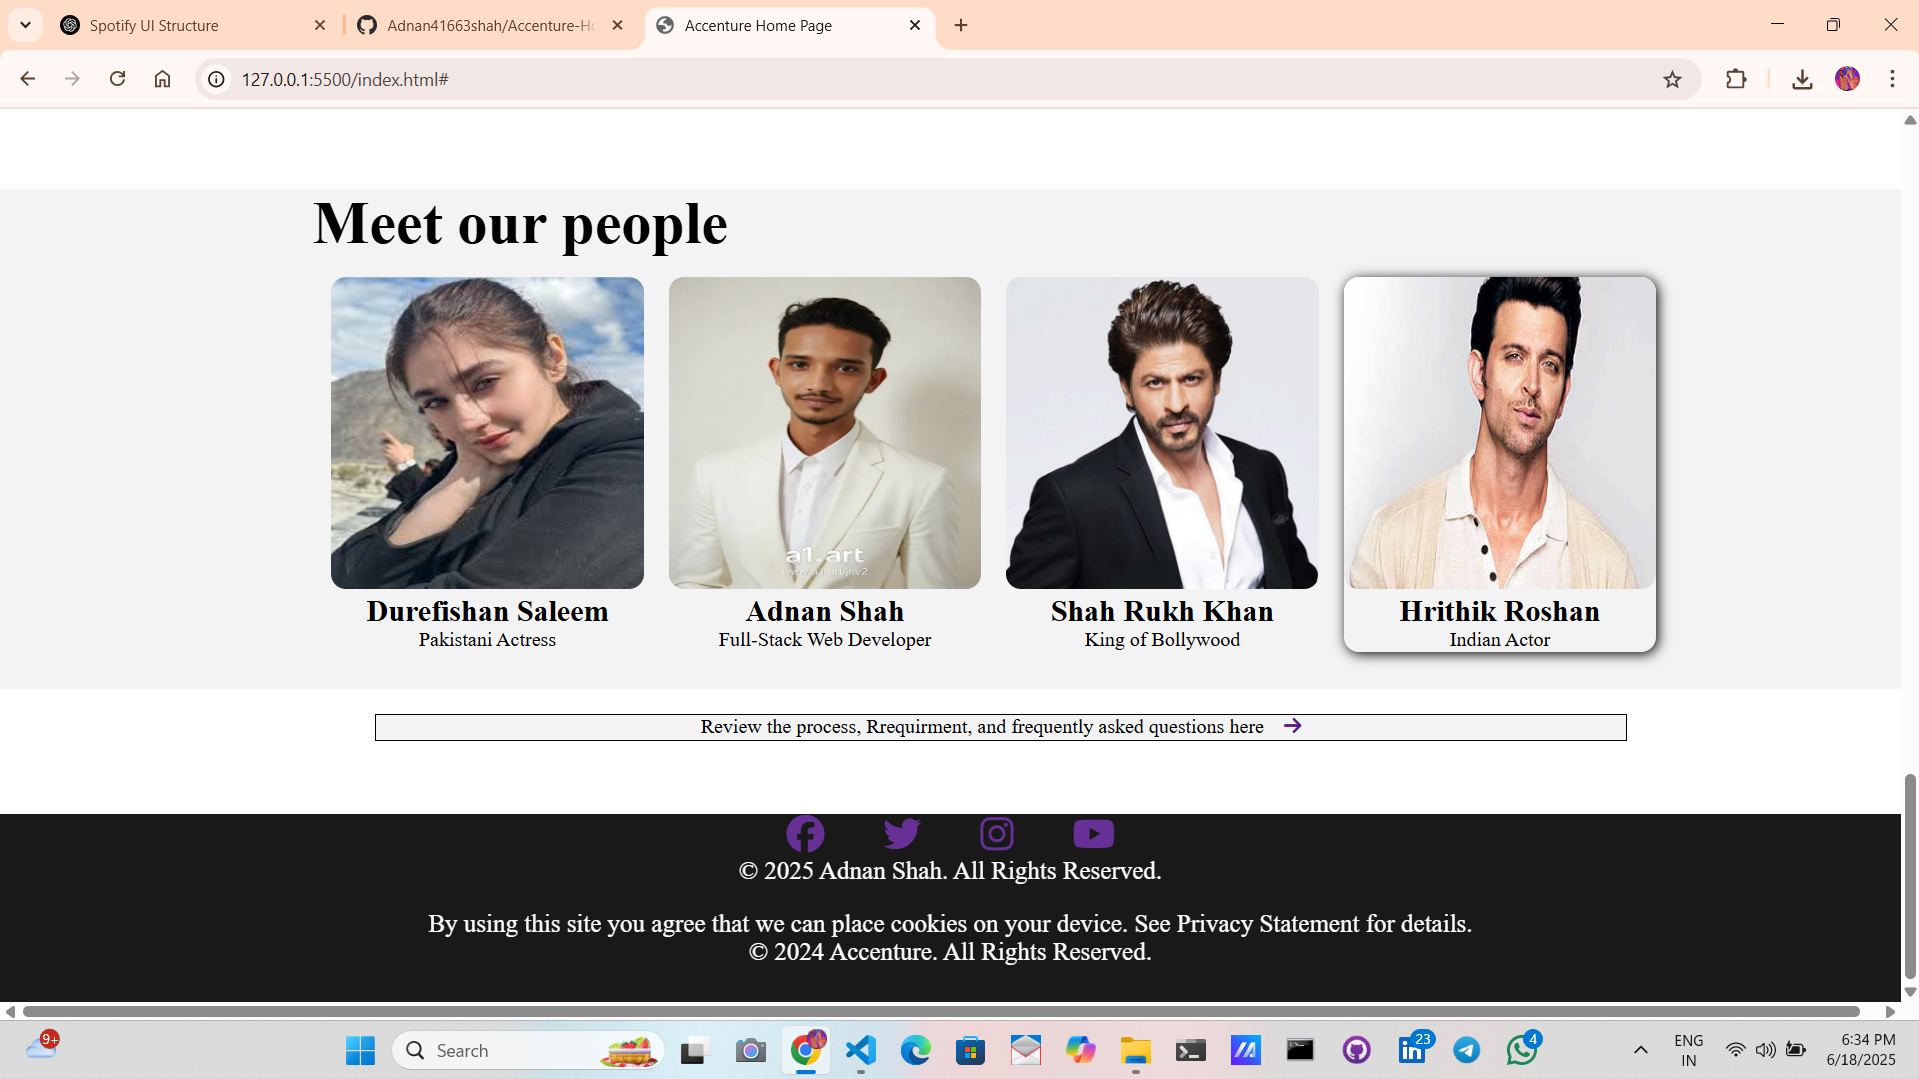 Spotify UI Structure
Adnan41663shah/Accenture-Ho
Accenture Home Page
127.0.0.1:5500/index.html#
Meet our people
a1.art
Durefishan Saleem
Pakistani Actress
Adnan Shah
Full-Stack Web Developer
Shah Rukh Khan
King of Bollywood
Hrithik Roshan
Indian Actor
Review the process, Rrequirment, and frequently asked questions here
© 2025 Adnan Shah. All Rights Reserved.
By using this site you agree that we can place cookies on your device. See Privacy Statement for details.
© 2024 Accenture. All Rights Reserved.
9+
Search
23
4
ENG
IN
6:34 PM
6/18/2025